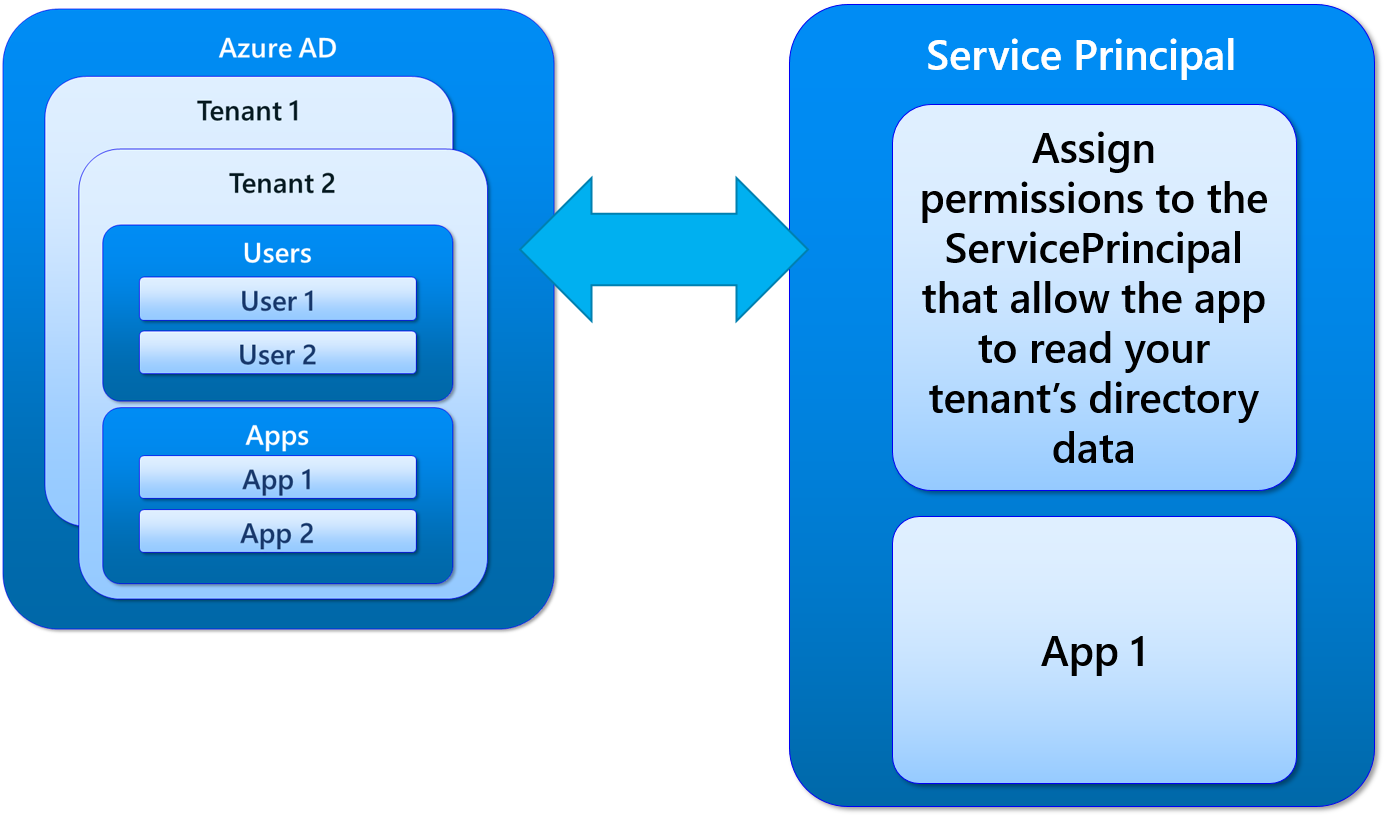 Azure AD
Tenant 1
Tenant 2
Users
User 1
User 2
Apps
App 1
App 2
Service Principal
Assign
permissions to the
ServicePrincipal
that allow the app
to read your
tenant’s directory
data
App 1